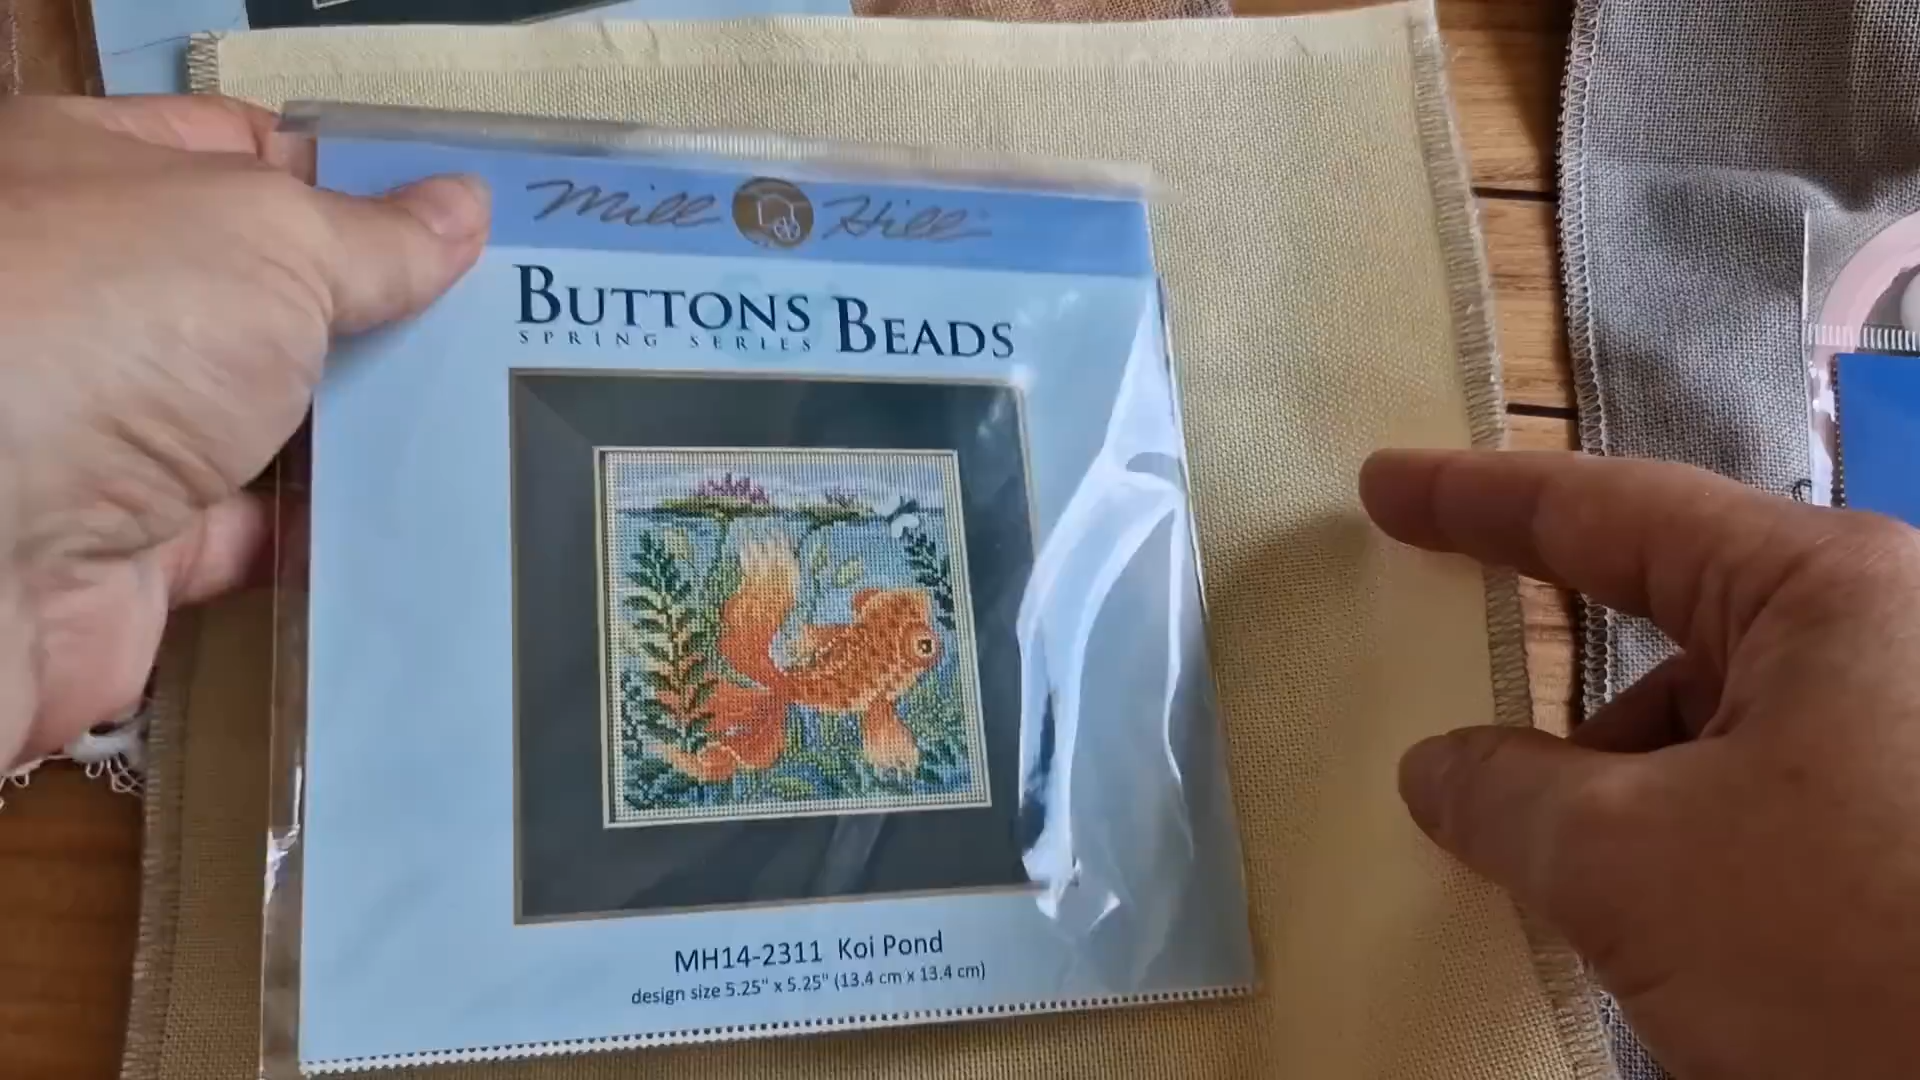 Mill Hill
BUTTONS BEADS
SPRING SERIES
MH14-2311 Koi Pond
design size 5.25" x 5.25" (13.4 cm x 13.4 cm)